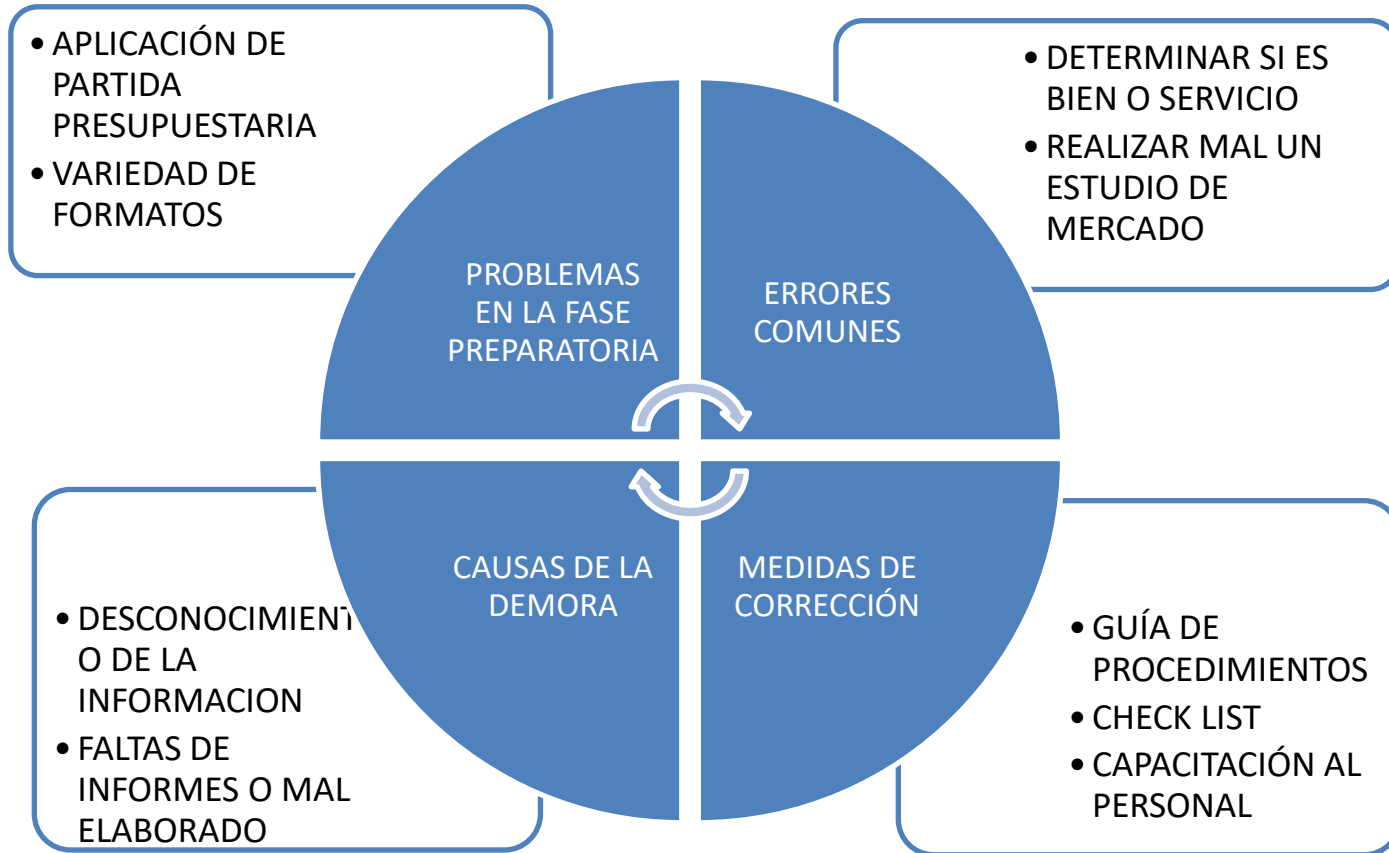 • APLICACIÓN DE
PARTIDA
PRESUPUESTARIA
• VARIEDAD DE
FORMATOS
• DETERMINAR SI ES
BIEN O SERVICIO
• REALIZAR MAL UN
ESTUDIO DE
MERCADO
PROBLEMAS
EN LA FASE
PREPARATORIA
ERRORES
COMUNES
CAUSAS DE LA
DEMORA
MEDIDAS DE
CORRECCIÓN
• DESCONOCIMIENT
O DE LA
INFORMACION
• FALTAS DE
INFORMES O MAL
ELABORADO
• GUÍA DE
PROCEDIMIENTOS
• CHECK LIST
• CAPACITACIÓN AL
PERSONAL